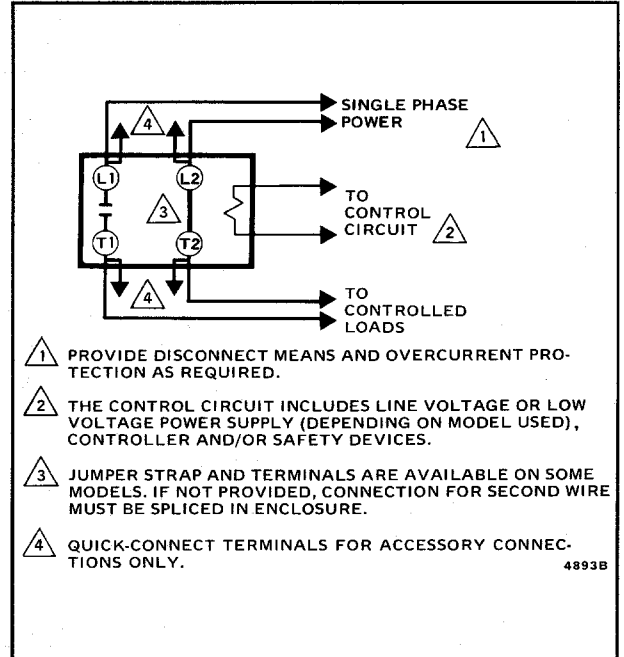 SINGLE PHASE
POWER
1
4
L1
L2
3
T1
T2
TO
CONTROL
CIRCUIT 2
4
TO
CONTROLLED
LOADS
1 PROVIDE DISCONNECT MEANS AND OVERCURRENT PRO-
TECTION AS REQUIRED.
2 THE CONTROL CIRCUIT INCLUDES LINE VOLTAGE OR LOW
VOLTAGE POWER SUPPLY (DEPENDING ON MODEL USED),
CONTROLLER AND/OR SAFETY DEVICES.
3 JUMPER STRAP AND TERMINALS ARE AVAILABLE ON SOME
MODELS. IF NOT PROVIDED, CONNECTION FOR SECOND WIRE
MUST BE SPLICED IN ENCLOSURE.
4 QUICK-CONNECT TERMINALS FOR ACCESSORY CONNEC-
TIONS ONLY.
4893B